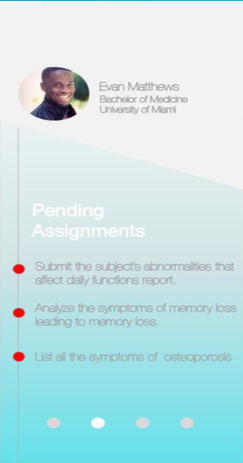 Evan Matthews
Bachelor of Medicine
University of Miami
Pending
Assignments
Submit the subject's abnormalities that
affect daily functions report.
Analyze the symptoms of memory loss
leading to memory loss.
List all the symptoms of osteoporosis